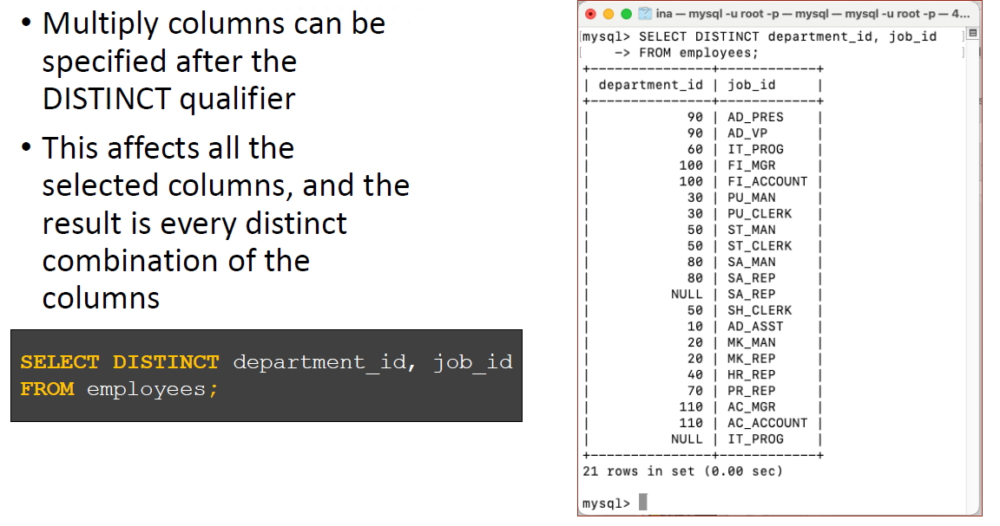 • Multiply columns can be
specified after the
DISTINCT qualifier
• This affects all the
selected columns, and the
result is every distinct
combination of the
columns
SELECT DISTINCT department_id, job_id
FROM employees;
ina — mysql -u root -p — mysql — mysql -u root -p — 4...
[mysql> SELECT DISTINCT department_id, job_id ]
[ -> FROM employees; ]
+---------------+------------+
| department_id | job_id     |
+---------------+------------+
|            90 | AD_PRES    |
|            90 | AD_VP      |
|            60 | IT_PROG    |
|           100 | FI_MGR     |
|           100 | FI_ACCOUNT |
|            30 | PU_MAN     |
|            30 | PU_CLERK   |
|            50 | ST_MAN     |
|            50 | ST_CLERK   |
|            80 | SA_MAN     |
|            80 | SA_REP     |
|          NULL | SA_REP     |
|            50 | SH_CLERK   |
|            10 | AD_ASST    |
|            20 | MK_MAN     |
|            20 | MK_REP     |
|            40 | HR_REP     |
|            70 | PR_REP     |
|           110 | AC_MGR     |
|           110 | AC_ACCOUNT |
|          NULL | IT_PROG    |
+---------------+------------+
21 rows in set (0.00 sec)
mysql>